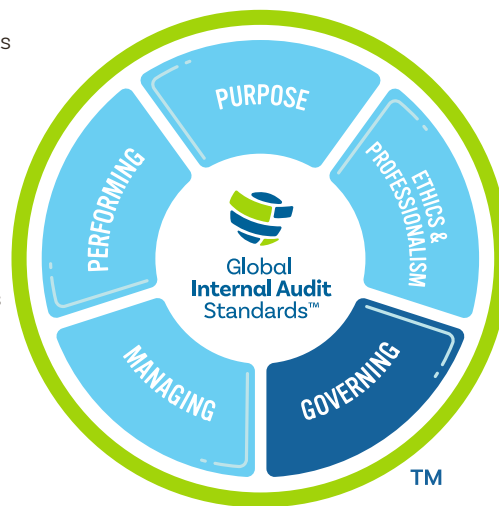 s
PURPOSE
ETHICS &
PROFESSIONALISM
PERFORMING
Global
Internal Audit
Standards™
s
MANAGING
GOVERNING
TM